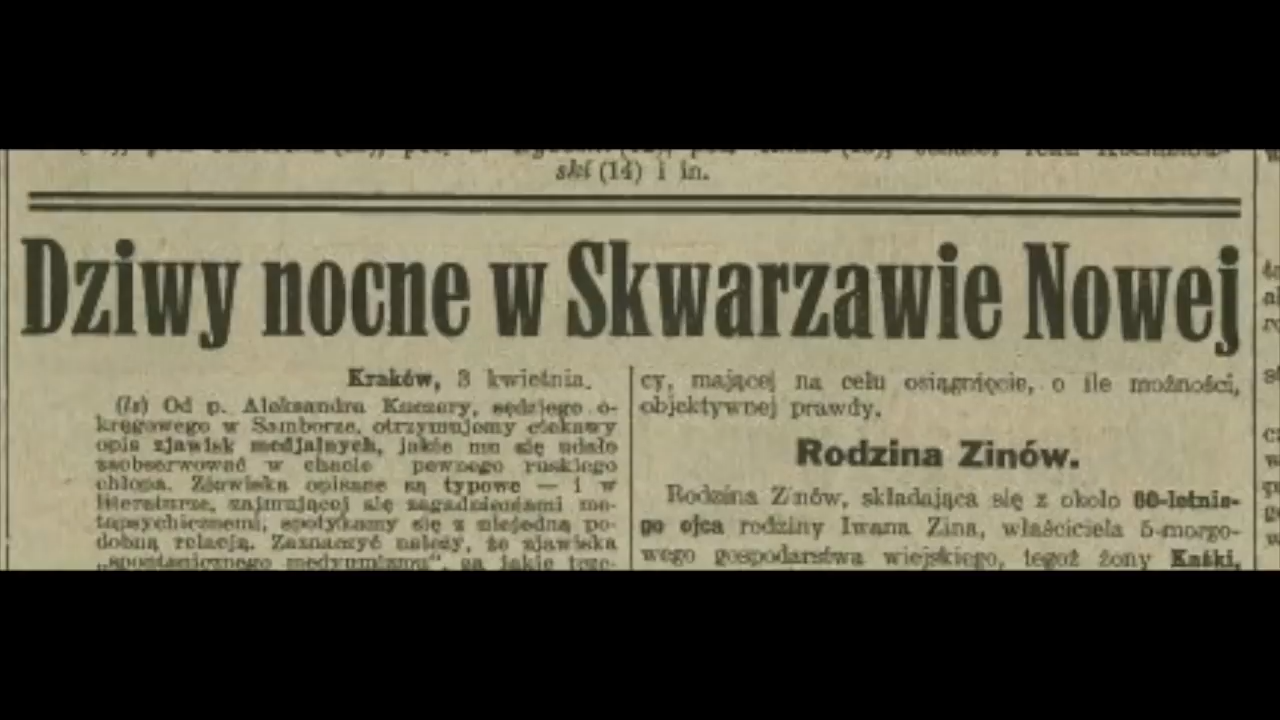 ski (14) i in.
Dziwy nocne w Skwarzawie Nowej
Kraków, 3 kwietnia.
(ls) Od p. Aleksandra Kuczery, sędziego o-
kręgowego w Samborze, otrzymujemy ciekawy
opis zjawisk medjalnych, jakie mu się udało
zaobserwować w chacie pewnego ruskiego
chłopa. Zjawiska opisane są typowe — i w
literaturze, zajmującej się zagadnieniami me-
tapsychicznemi, spotykamy się z niejedną po-
dobną relacją. Zaznaczyć należy, że zjawiska
„spontanicznego medyumizmu", są jakie
cy, mającej na celu osiągnięcie, o ile możności,
objektywnej prawdy.
Rodzina Zinów.
Rodzina Zinów, składająca się z około 60-letnie-
go ojca rodziny Iwana Zina, właściciela 5-morgo-
wego gospodarstwa wiejskiego, tegoż żony Kaśki,